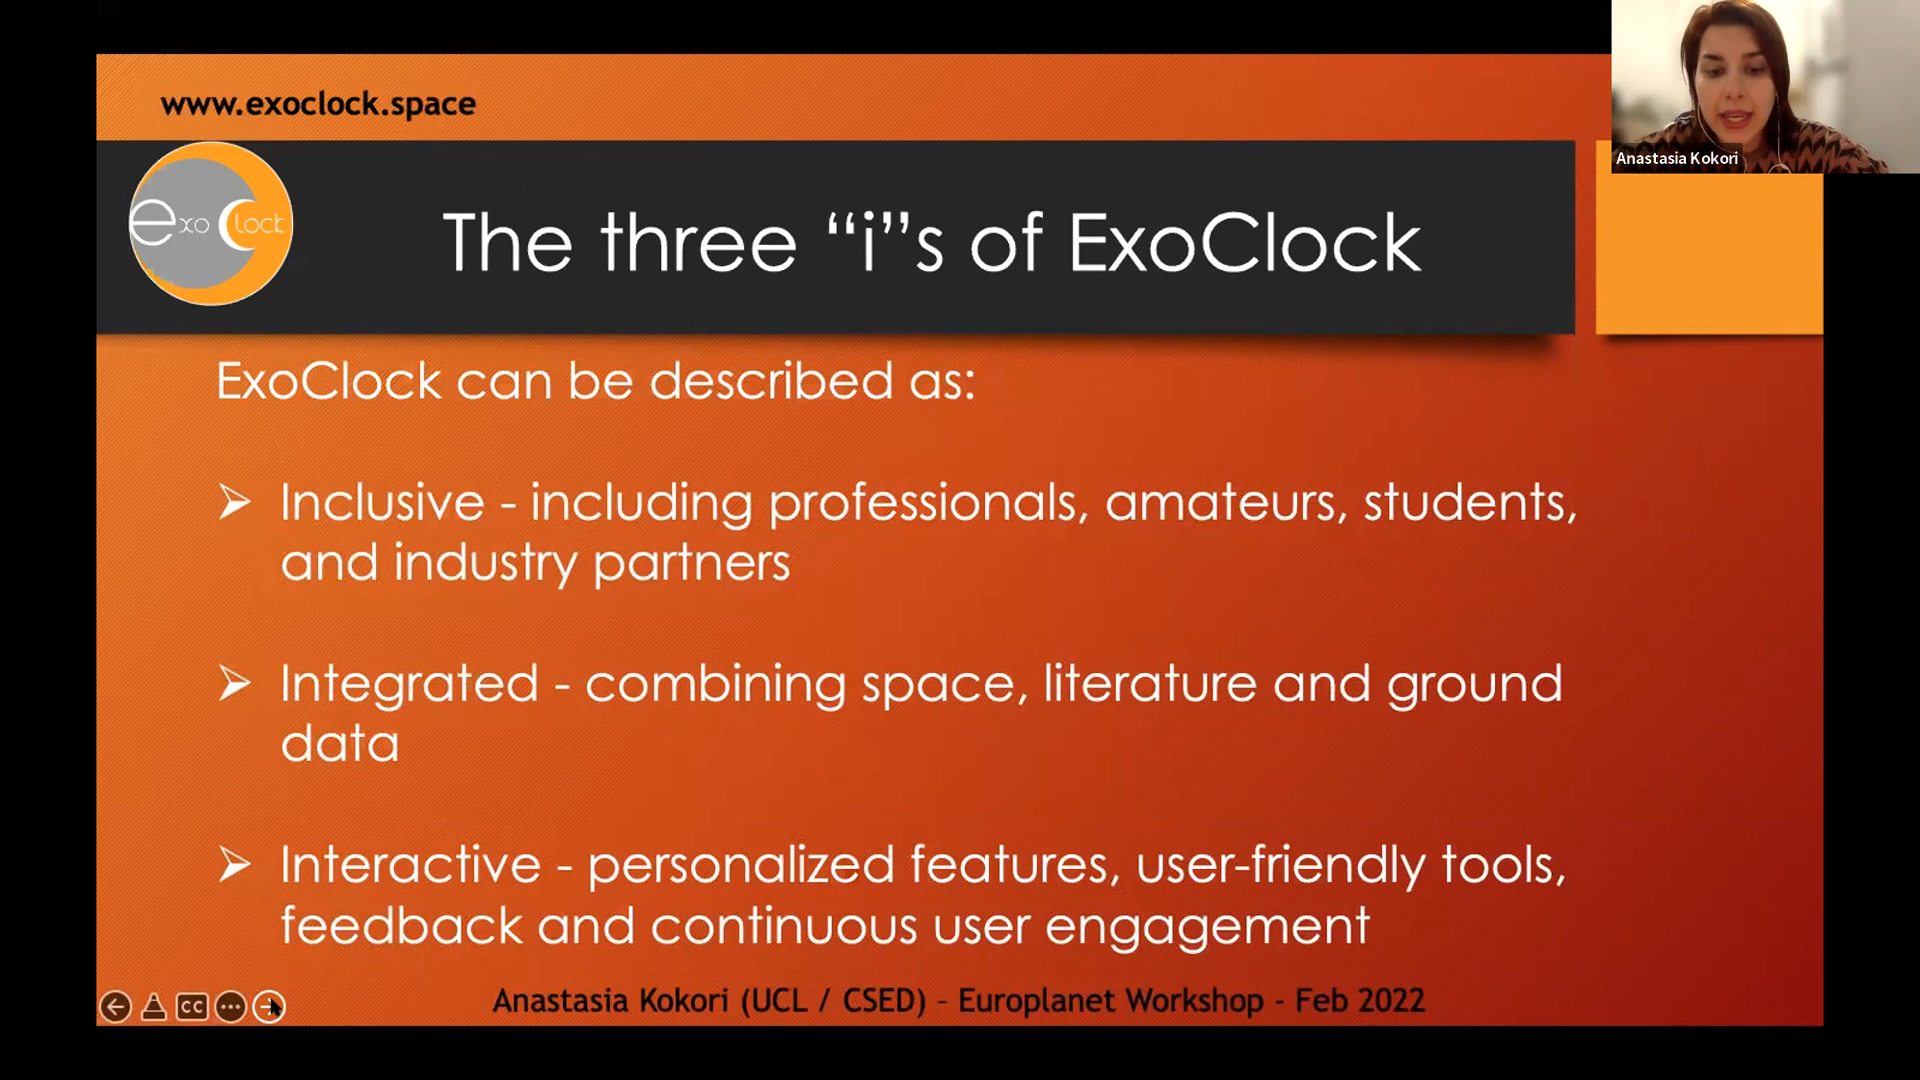 www.exoclock.space
Anastasia Kokori
exo Clock
The three “i”s of ExoClock
ExoClock can be described as:
Inclusive - including professionals, amateurs, students,
and industry partners
Integrated - combining space, literature and ground
data
Interactive - personalized features, user-friendly tools,
feedback and continuous user engagement
CC
Anastasia Kokori (UCL / CSED) – Europlanet Workshop - Feb 2022